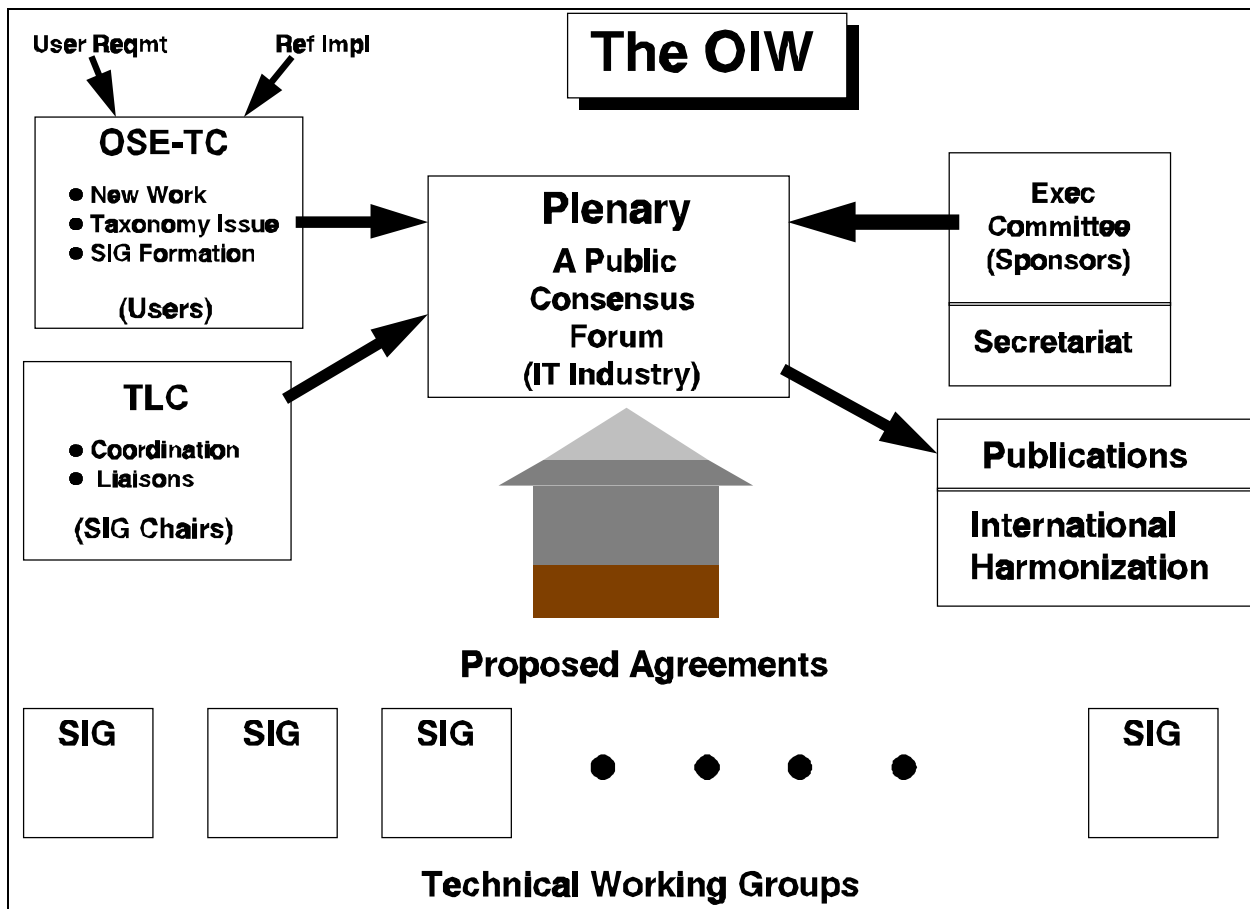 The OIW
User Reqmt
Ref Impl
OSE-TC
● New Work
● Taxonomy Issue
● SIG Formation
(Users)
TLC
● Coordination
● Liaisons
(SIG Chairs)
Plenary
A Public
Consensus
Forum
(IT Industry)
Exec
Committee
(Sponsors)
Secretariat
Publications
International
Harmonization
Proposed Agreements
SIG
SIG
SIG
SIG
Technical Working Groups